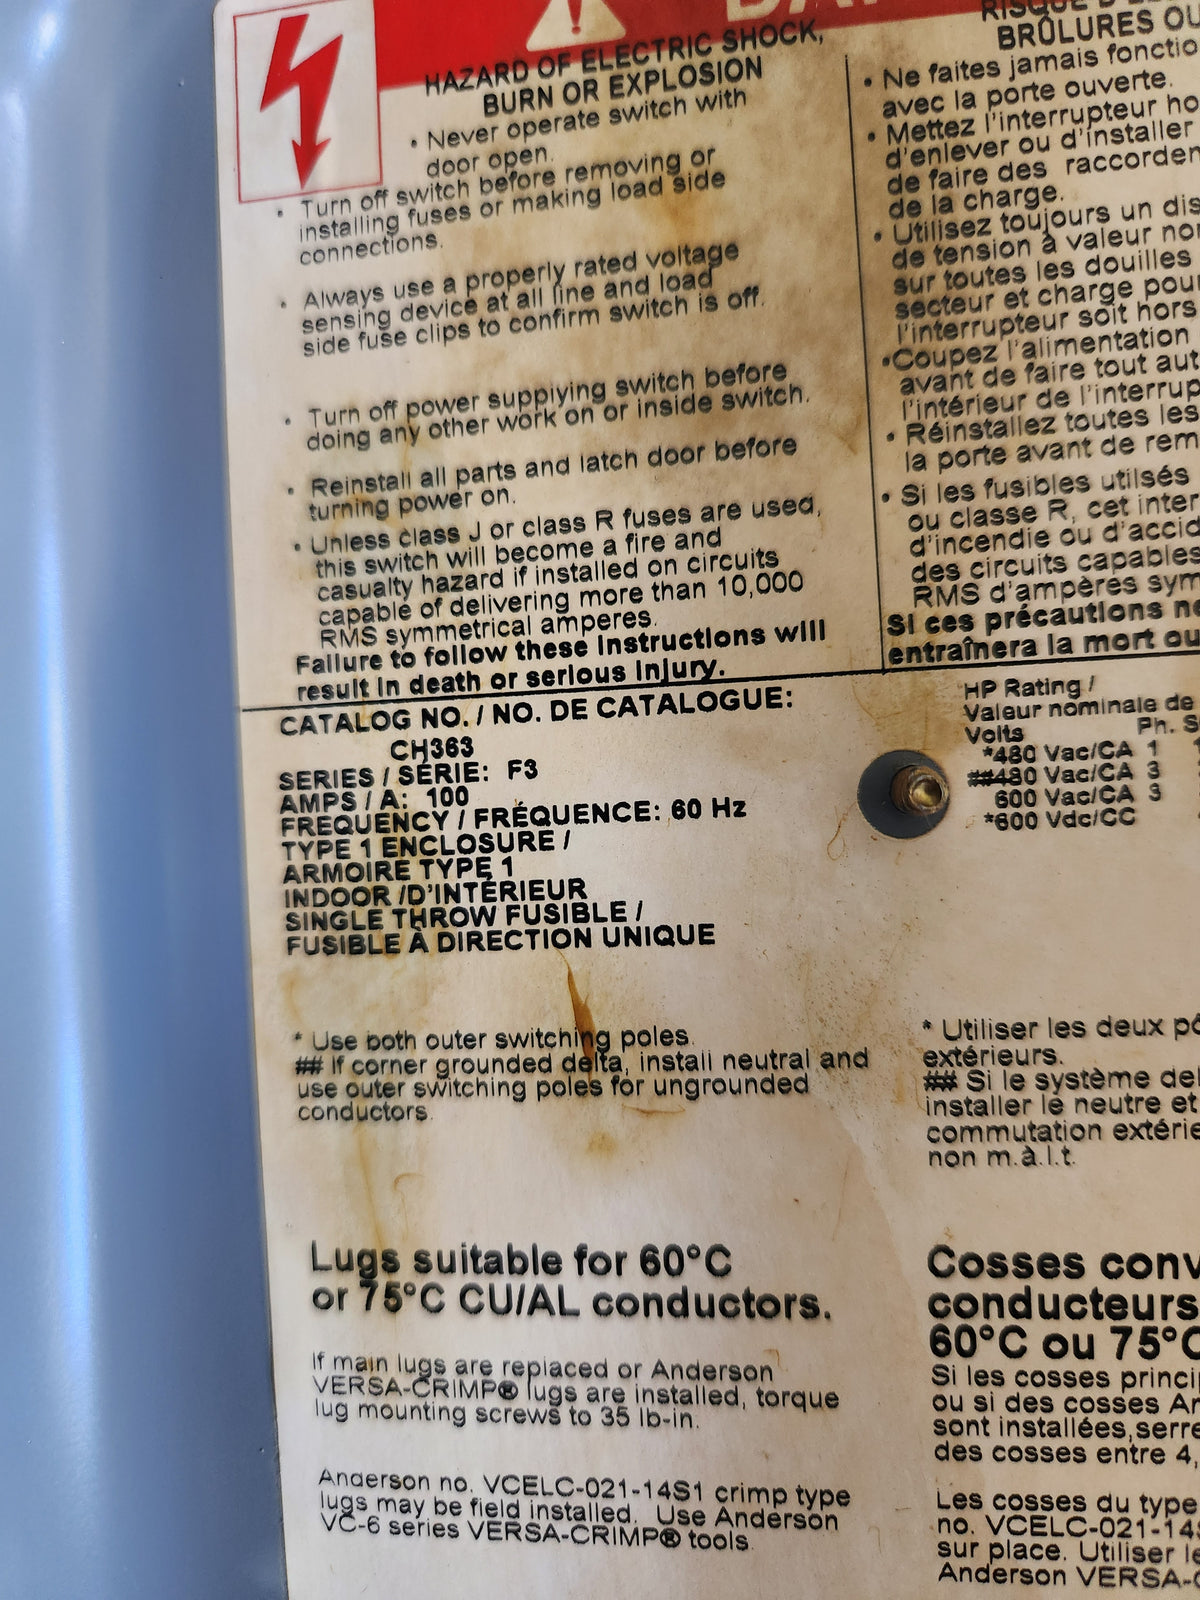 HAZARD OF ELECTRIC SHOCK,
BURN OR EXPLOSION
• Never operate switch with
door open.
• Turn off switch before removing or
installing fuses or making load side
connections.
• Always use a properly rated voltage
sensing device at all line and load
side fuse clips to confirm switch is off.
• Turn off power supplying switch before
doing any other work on or inside switch.
• Reinstall all parts and latch door before
turning power on.
• Unless class J or class R fuses are used,
this switch will become a fire and
casualty hazard if installed on circuits
capable of delivering more than 10,000
RMS symmetrical amperes.
Failure to follow these instructions will
result in death or serious injury.
BRÛLURES OU
• Ne faites jamais fonctio
avec la porte ouverte.
• Mettez l'interrupteur ho
d'enlever ou d'installer
de faire des raccorden
de la charge.
• Utilisez toujours un dis
de tension à valeur nor
sur toutes les douilles
secteur et charge pour
l'interrupteur soit hors
•Coupez l'alimentation
avant de faire tout aut
l'intérieur de l'interrup
• Réinstallez toutes les
la porte avant de rem
• Si les fusibles utilsés
ou classe R, cet inter
d'incendie ou d'accid
des circuits capables
RMS d'ampères sym
Si ces précautions ne
entraînera la mort ou
CATALOG NO. / NO. DE CATALOGUE:
CH363
SERIES / SÉRIE: F3
AMPS / A: 100
FREQUENCY / FRÉQUENCE: 60 Hz
TYPE 1 ENCLOSURE /
ARMOIRE TYPE 1
INDOOR /D'INTÉRIEUR
SINGLE THROW FUSIBLE /
FUSIBLE À DIRECTION UNIQUE
HP Rating /
Valeur nominale de
Volts Ph. S
*480 Vac/CA 1
##480 Vac/CA 3
600 Vac/CA 3
*600 Vdc/CC
* Use both outer switching poles.
## If corner grounded delta, install neutral and
use outer switching poles for ungrounded
conductors.
* Utiliser les deux pô
extérieurs.
## Si le système del
installer le neutre et
commutation extérie
non m.à.l.t.
Lugs suitable for 60°C
or 75°C CU/AL conductors.
If main lugs are replaced or Anderson
VERSA-CRIMP® lugs are installed, torque
lug mounting screws to 35 lb-in.
Anderson no. VCELC-021-14S1 crimp type
lugs may be field installed. Use Anderson
VC-6 series VERSA-CRIMP® tools.
Cosses conv
conducteurs
60°C ou 75°C
Si les cosses princip
ou si des cosses An
sont installées,serre
des cosses entre 4,
Les cosses du type
no. VCELC-021-14S
sur place. Utiliser le
Anderson VERSA-C